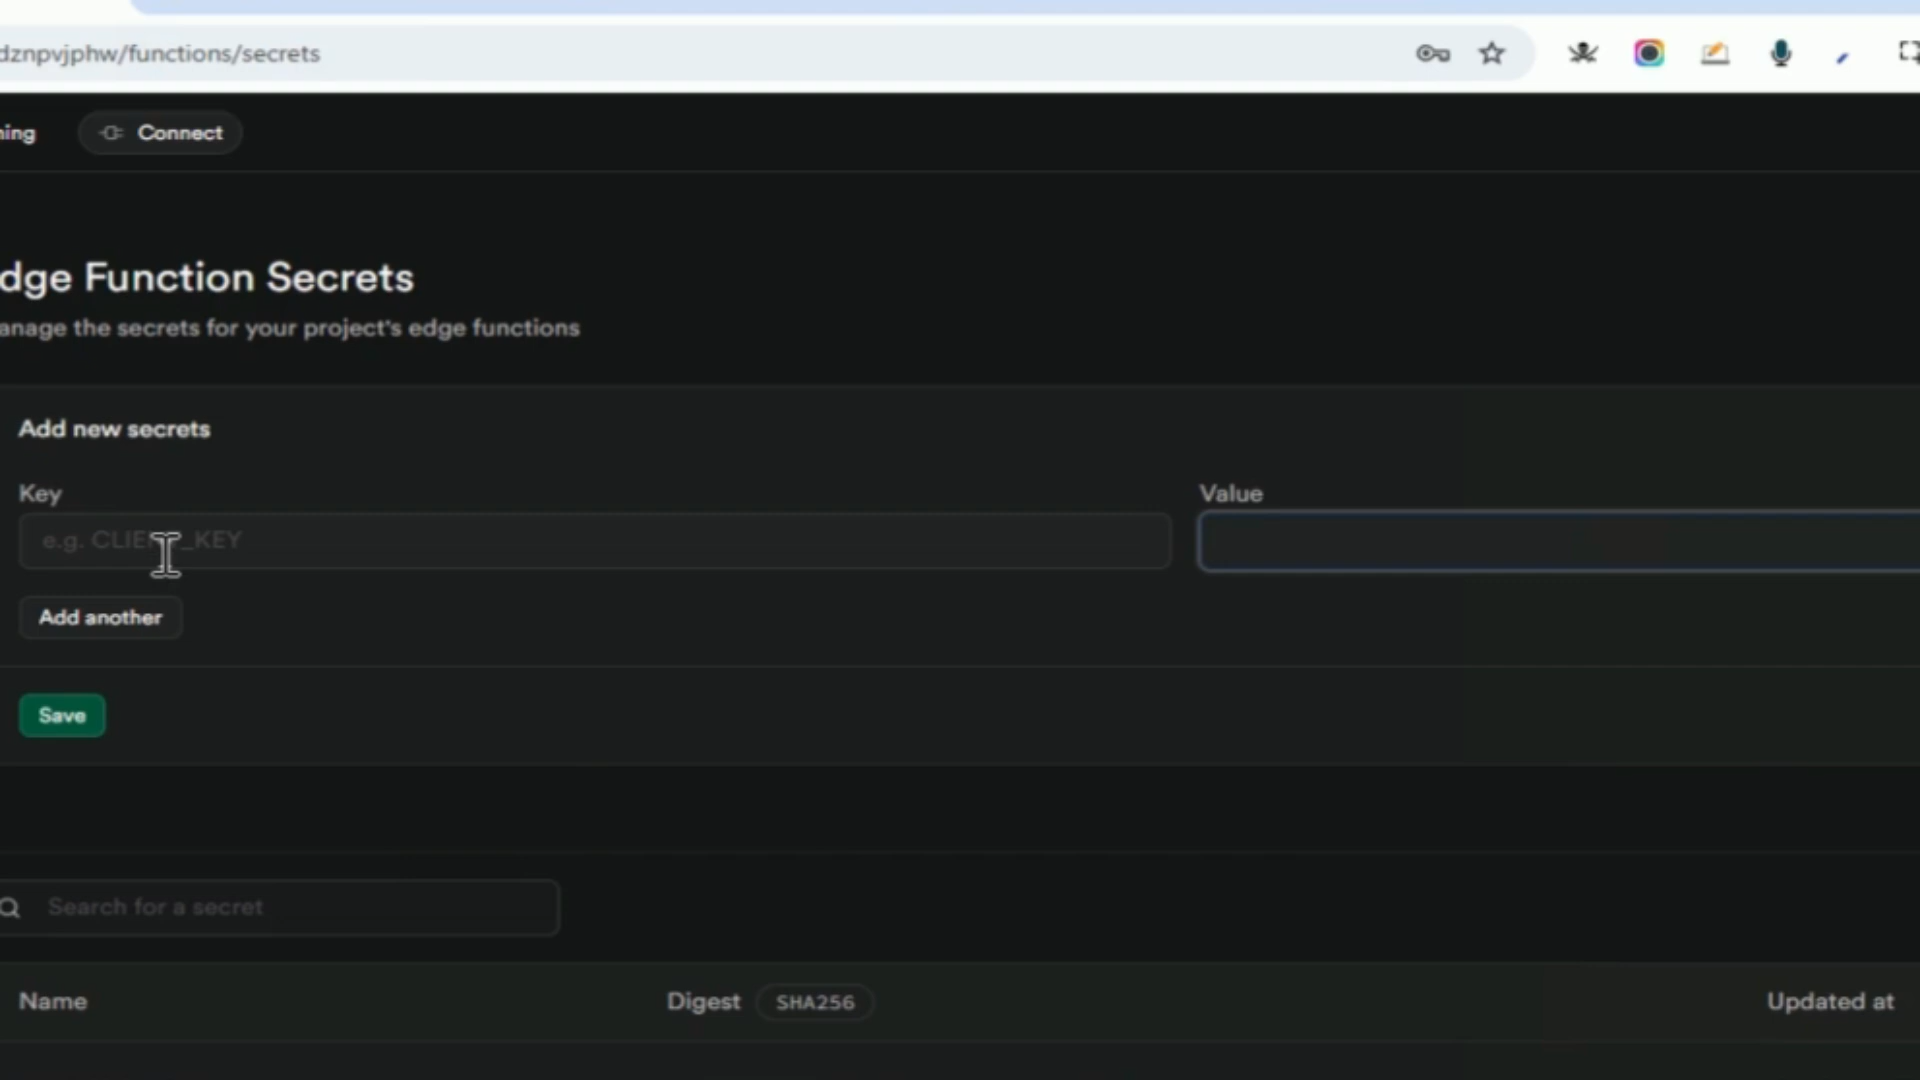 dznpvjphw/functions/secrets
Connect
dge Function Secrets
anage the secrets for your project's edge functions
Add new secrets
Key
Value
e.g. CLIENT_KEY
Add another
Save
Search for a secret
Name
Digest
SHA256
Updated at